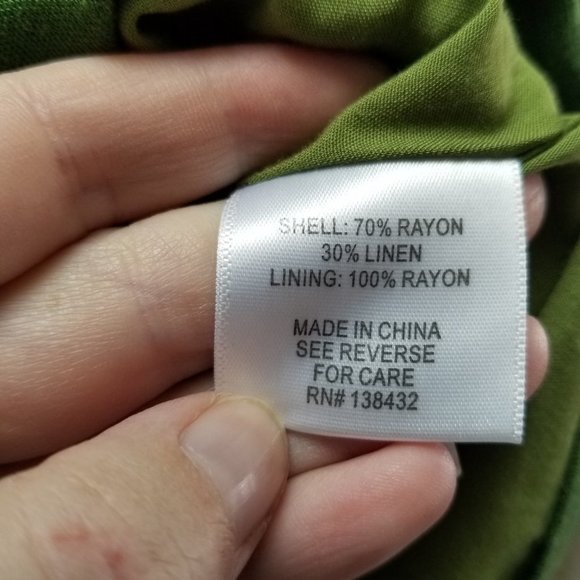 SHELL: 70% RAYON
30% LINEN
LINING: 100% RAYON
MADE IN CHINA
SEE REVERSE
FOR CARE
RN# 138432